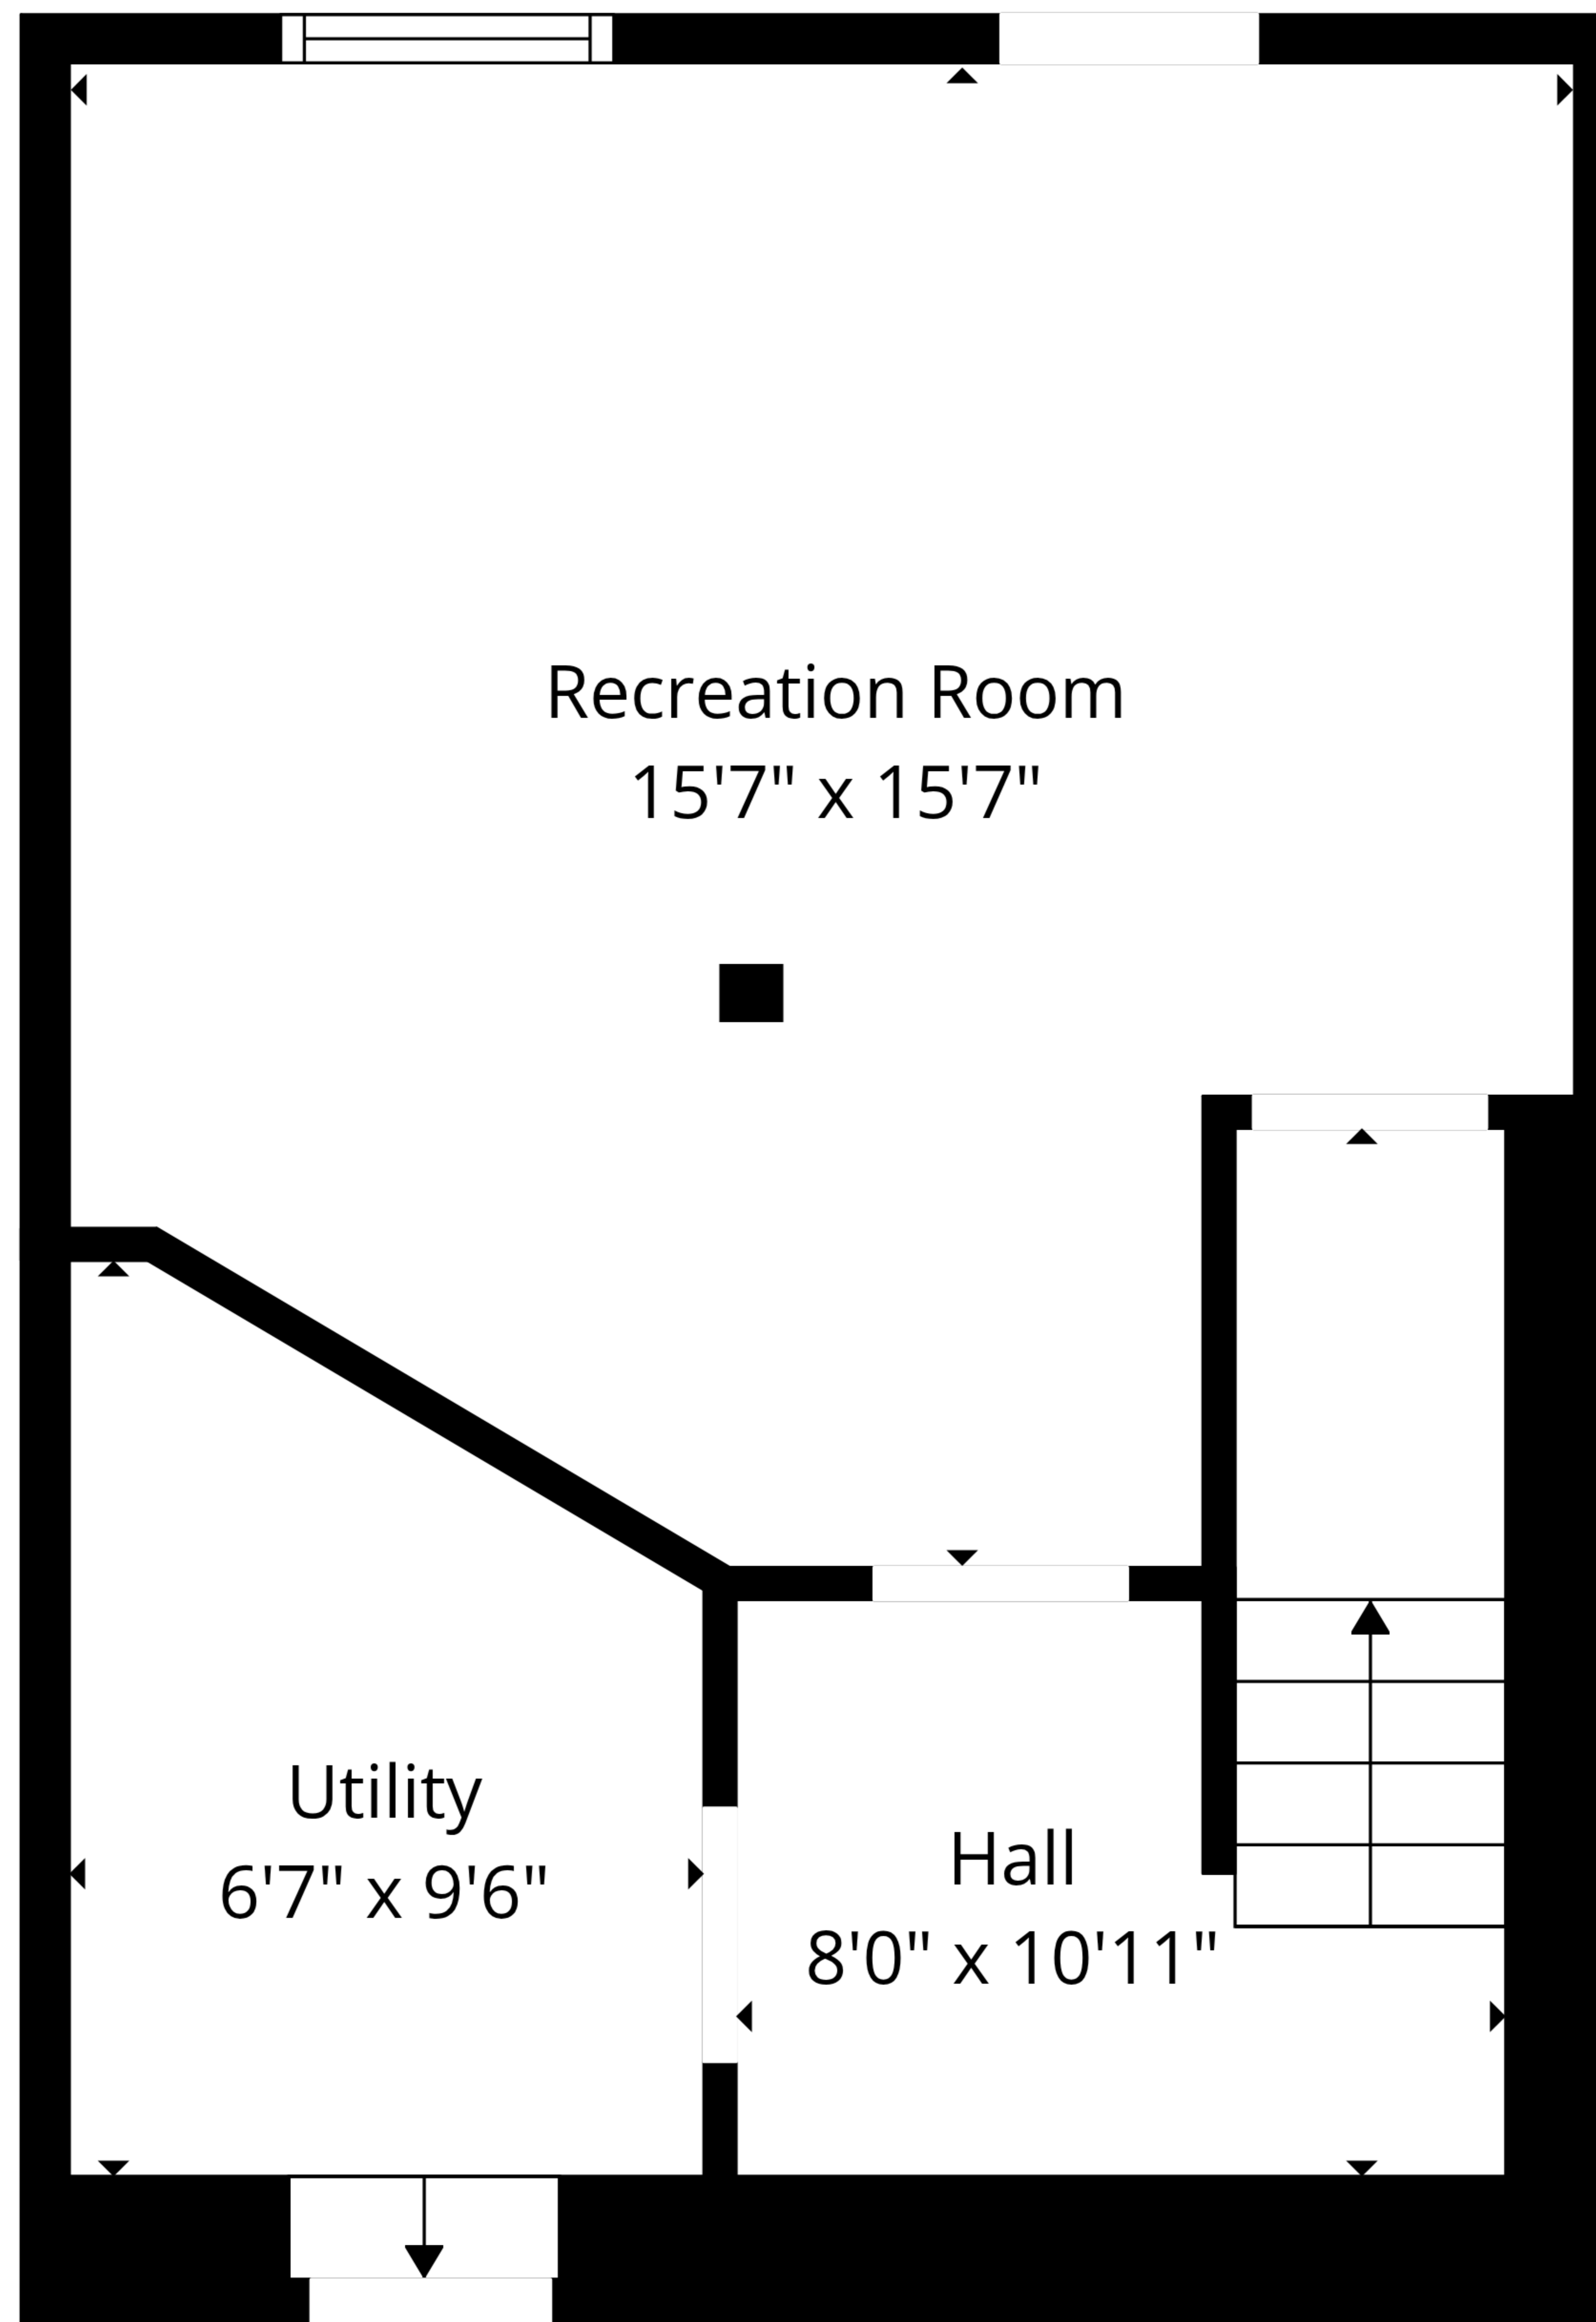 Recreation Room
15'7" x 15'7"
Utility
6'7" x 9'6"
Hall
8'0" x 10'11"